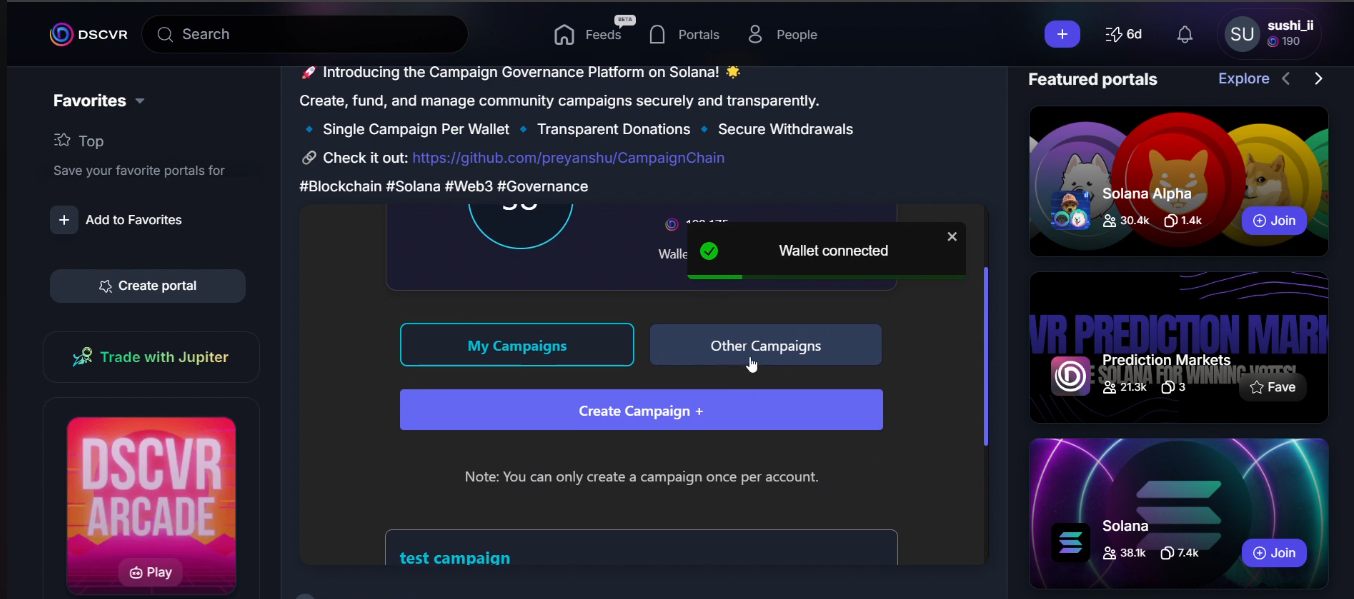 DSCVR
Search
Feeds
BETA
Portals
People
+
6d
SU
sushi_ii
190
Favorites
Top
Save your favorite portals for
+ Add to Favorites
Create portal
Trade with Jupiter
DSCVR
ARCADE
Play
🚀 Introducing the Campaign Governance Platform on Solana! 🌟
Create, fund, and manage community campaigns securely and transparently.
🔹 Single Campaign Per Wallet 🔹 Transparent Donations 🔹 Secure Withdrawals
🔗 Check it out: https://github.com/preyanshu/CampaignChain
#Blockchain #Solana #Web3 #Governance
Walle
Wallet connected
My Campaigns
Other Campaigns
Create Campaign +
Note: You can only create a campaign once per account.
test campaign
Featured portals
Explore
Solana Alpha
30.4k 1.4k
Join
VR PREDICTION MARK
SOLANA FOR WINNING VOTES!
Prediction Markets
21.3k 3
Fave
Solana
38.1k 7.4k
Join